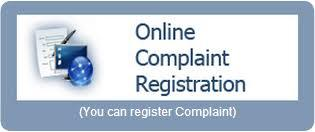 Online
Complaint
Registration
(You can register Complaint)